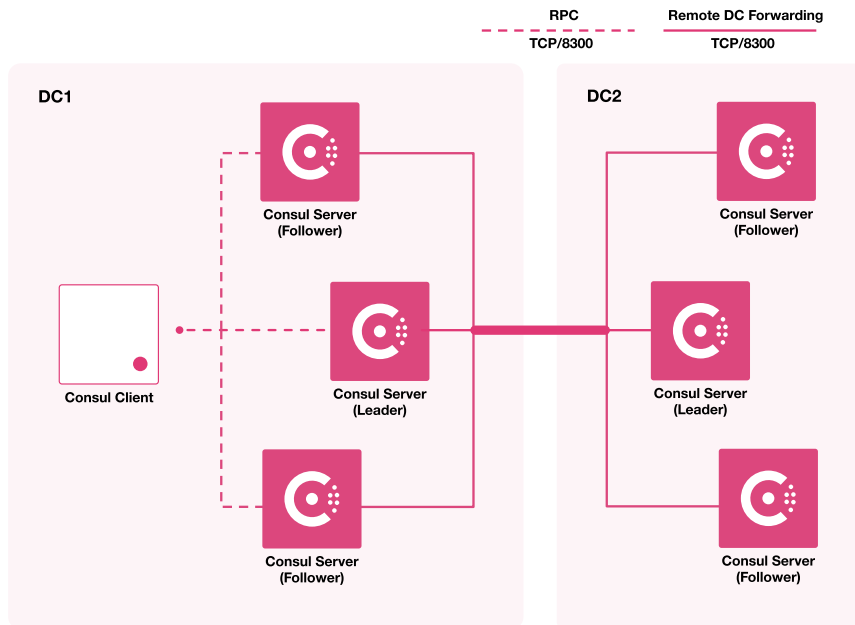 RPC
TCP/8300
Remote DC Forwarding
TCP/8300
DC1
DC2
Consul Server
(Follower)
Consul Server
(Follower)
Consul Client
Consul Server
(Leader)
Consul Server
(Leader)
Consul Server
(Follower)
Consul Server
(Follower)